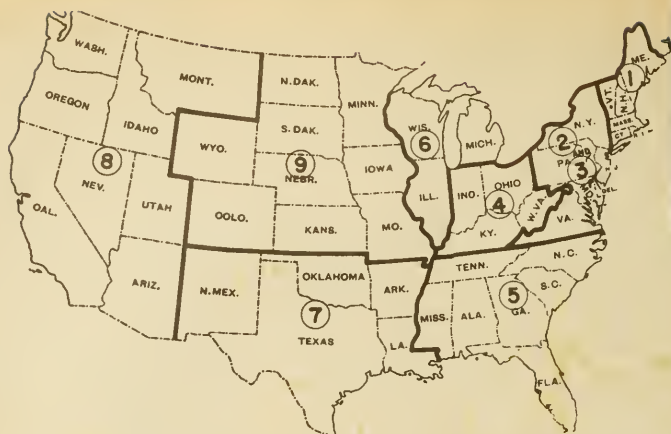 WASH.
MONT.
N.DAK.
MINN.
ME.
1
VT.
N.H.
OREGON
IDAHO
S.DAK.
WIS.
6
MICH.
N.Y.
MASS.
CT.
2
WYO.
8
9
NEBR.
IOWA
PA.
AND
3
NEV.
UTAH
COLO.
KANS.
MO.
ILL.
IND.
OHIO
4
W.VA.
DEL.
CAL.
KY.
VA.
ARIZ.
N.MEX.
OKLAHOMA
ARK.
TENN.
N.C.
7
TEXAS
LA.
MISS.
ALA.
5
GA.
S.C.
FLA.